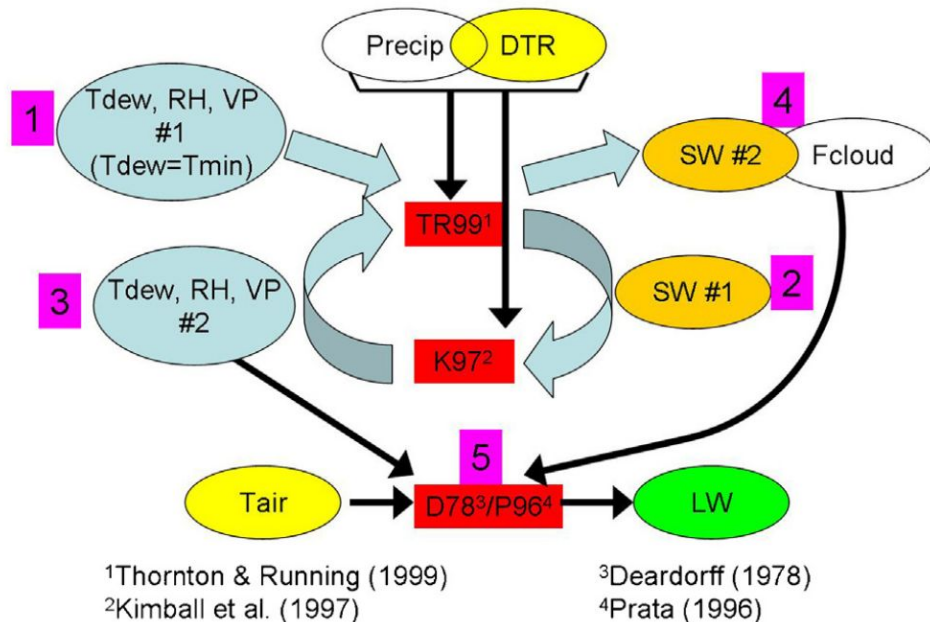 Precip
DTR
1
Tdew, RH, VP
#1
(Tdew=Tmin)
4
SW #2
Fcloud
TR99¹
3
Tdew, RH, VP
#2
SW #1
2
K97²
5
Tair
D78³/P96⁴
LW
¹Thornton & Running (1999)
²Kimball et al. (1997)
³Deardorff (1978)
⁴Prata (1996)